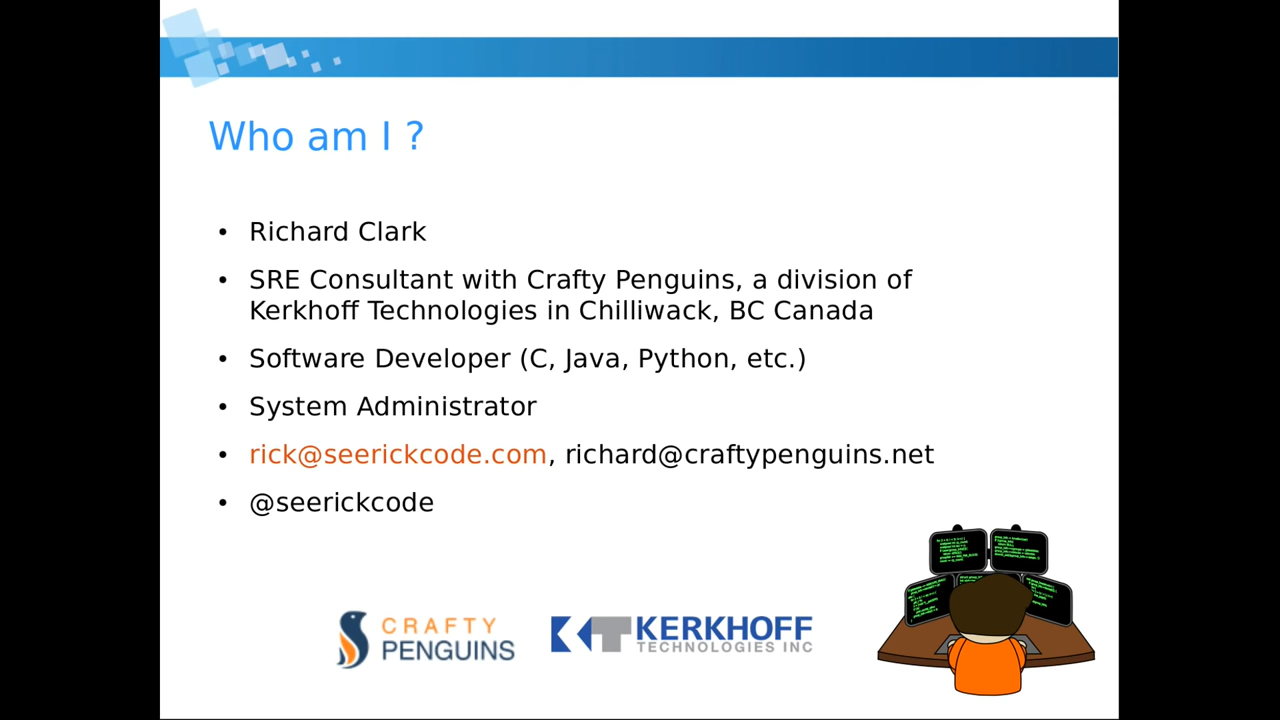 Who am I ?
• Richard Clark
• SRE Consultant with Crafty Penguins, a division of
Kerkhoff Technologies in Chilliwack, BC Canada
• Software Developer (C, Java, Python, etc.)
• System Administrator
• rick@seerickcode.com, richard@craftypenguins.net
• @seerickcode
CRAFTY
PENGUINS
KT KERKHOFF
TECHNOLOGIES INC